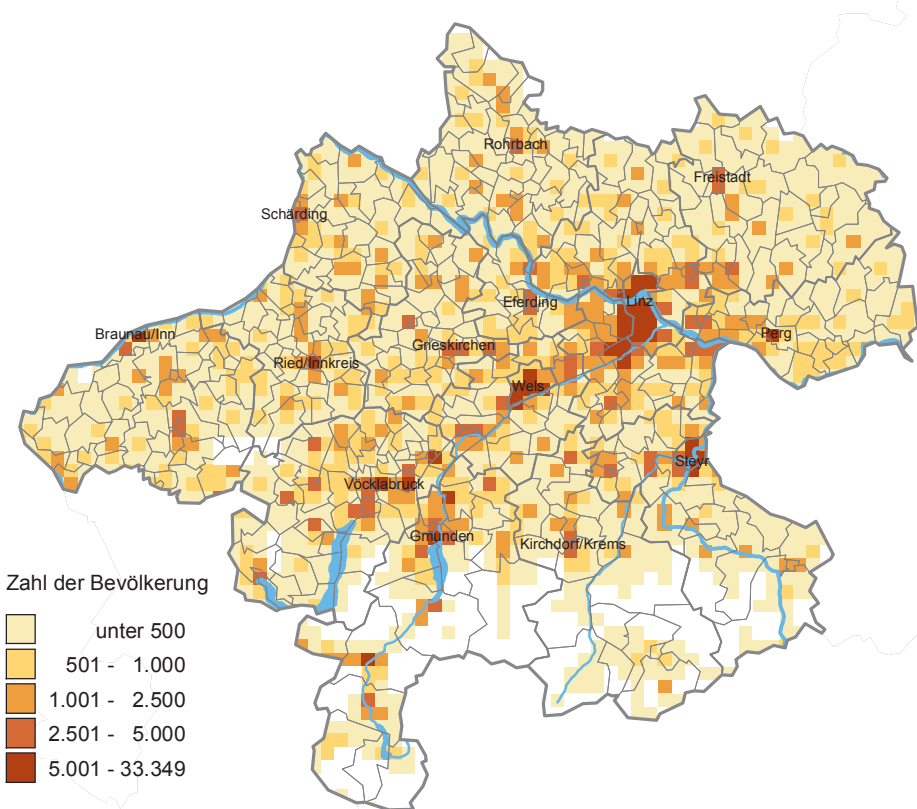 Rohrbach
Freistadt
Schärding
Eferding
Linz
Braunau/Inn
Perg
Grieskirchen
Ried/Innkreis
Wels
Steyr
Vöcklabruck
Gmunden
Kirchdorf/Krems
Zahl der Bevölkerung
unter 500
501 - 1.000
1.001 - 2.500
2.501 - 5.000
5.001 - 33.349